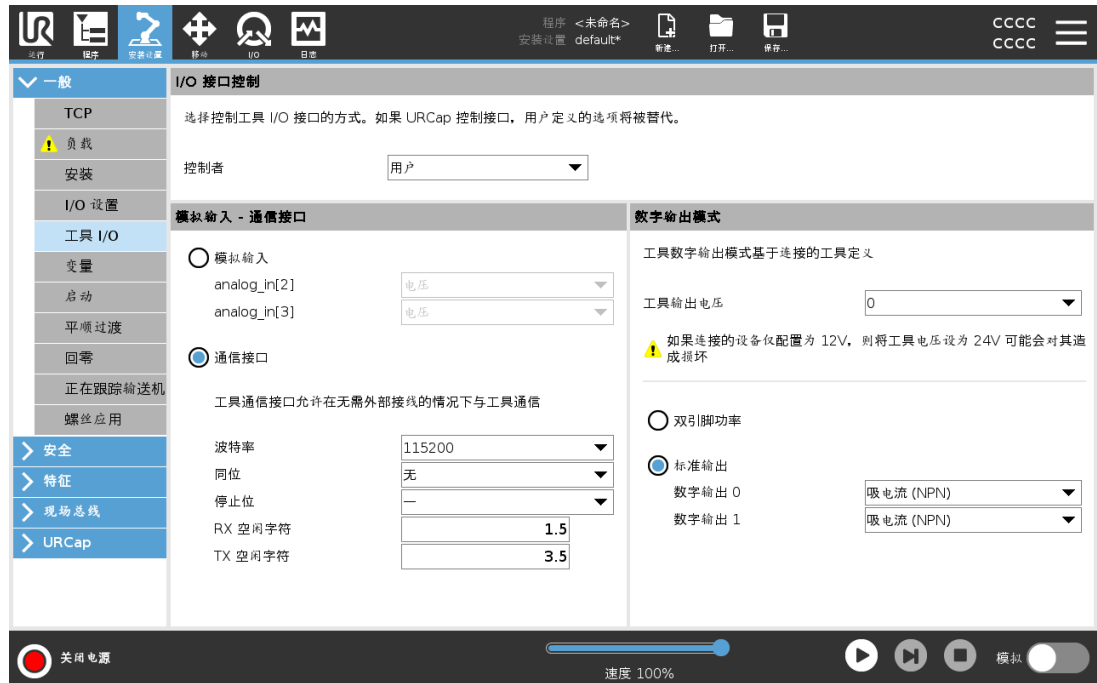 UR
运行
程序
安装设置
移动
I/O
日志
程序 <未命名>
安装设置 default*
新建...
打开...
保存...
CCCC
CCCC
一般
TCP
负载
安装
I/O 设置
工具 I/O
变量
启动
平顺过渡
回零
正在跟踪输送机
螺丝应用
安全
特征
现场总线
URCap
I/O 接口控制
选择控制工具 I/O 接口的方式。如果 URCap 控制接口，用户定义的选项将被替代。
控制者
用户
模拟输入 - 通信接口
模拟输入
analog_in[2] 电压
analog_in[3] 电压
通信接口
工具通信接口允许在无需外部接线的情况下与工具通信
波特率 115200
同位 无
停止位 一
RX 空闲字符 1.5
TX 空闲字符 3.5
数字输出模式
工具数字输出模式基于连接的工具定义
工具输出电压 0
如果连接的设备仅配置为 12V，则将工具电压设为 24V 可能会对其造
成损坏
双引脚功率
标准输出
数字输出 0 吸电流 (NPN)
数字输出 1 吸电流 (NPN)
关闭电源
速度 100%
模拟